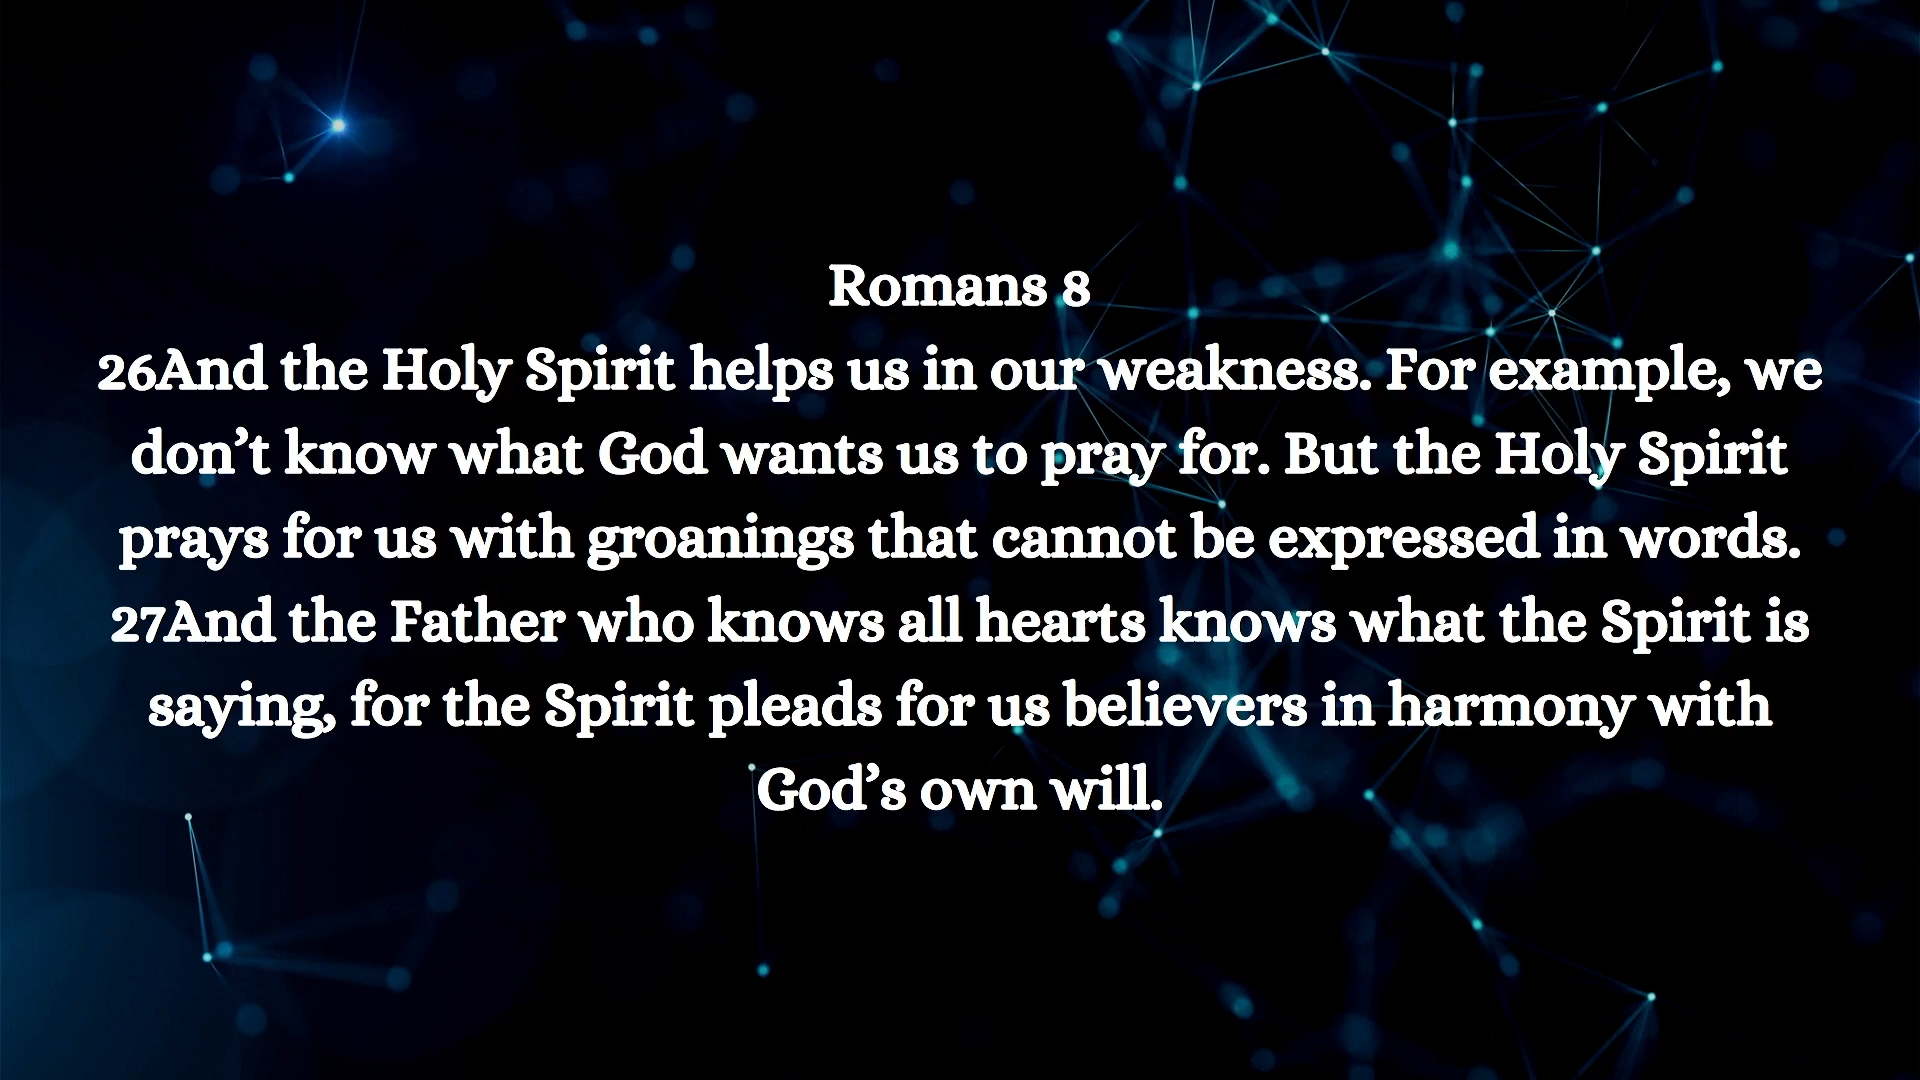 Romans 8
26And the Holy Spirit helps us in our weakness. For example, we
don’t know what God wants us to pray for. But the Holy Spirit
prays for us with groanings that cannot be expressed in words.
27And the Father who knows all hearts knows what the Spirit is
saying, for the Spirit pleads for us believers in harmony with
God’s own will.